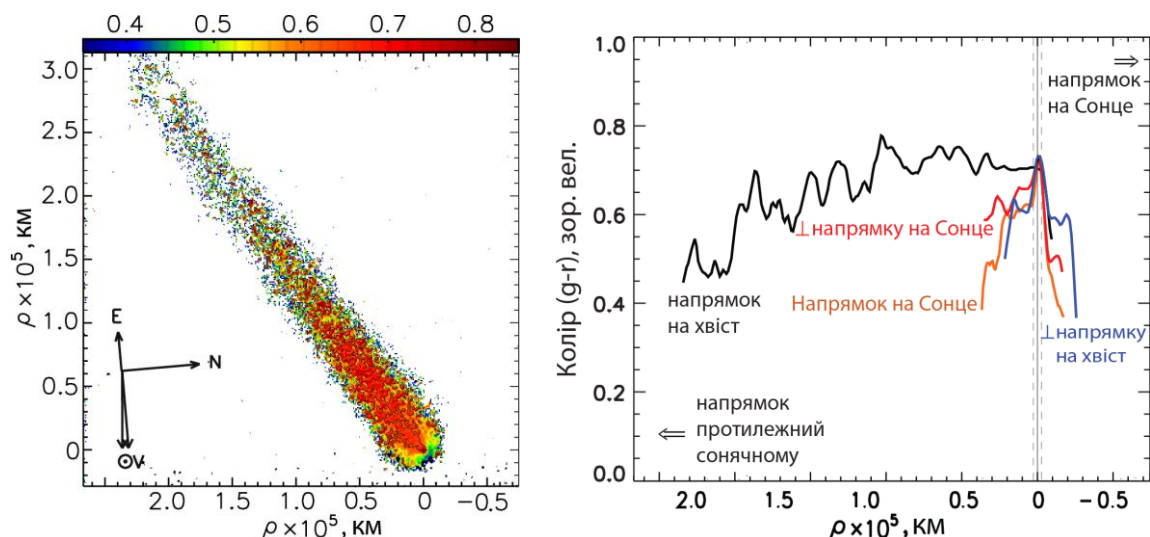 0.4 0.5 0.6 0.7 0.8
3.0
2.5
2.0
1.5
1.0
0.5
0
ρ×10⁵, км
E
N
⊙V
2.0 1.5 1.0 0.5 0 −0.5
ρ×10⁵, КМ
1.0
0.8
0.6
0.4
0.2
0.0
Колір (g-r), зор. вел.
⇒
напрямок
на Сонце
⊥напрямку на Сонце
напрямок
на хвіст
Напрямок на Сонце
⊥напрямку
на хвіст
напрямок
⇐ протилежний
сонячному
2.0 1.5 1.0 0.5 0 −0.5
ρ×10⁵, КМ